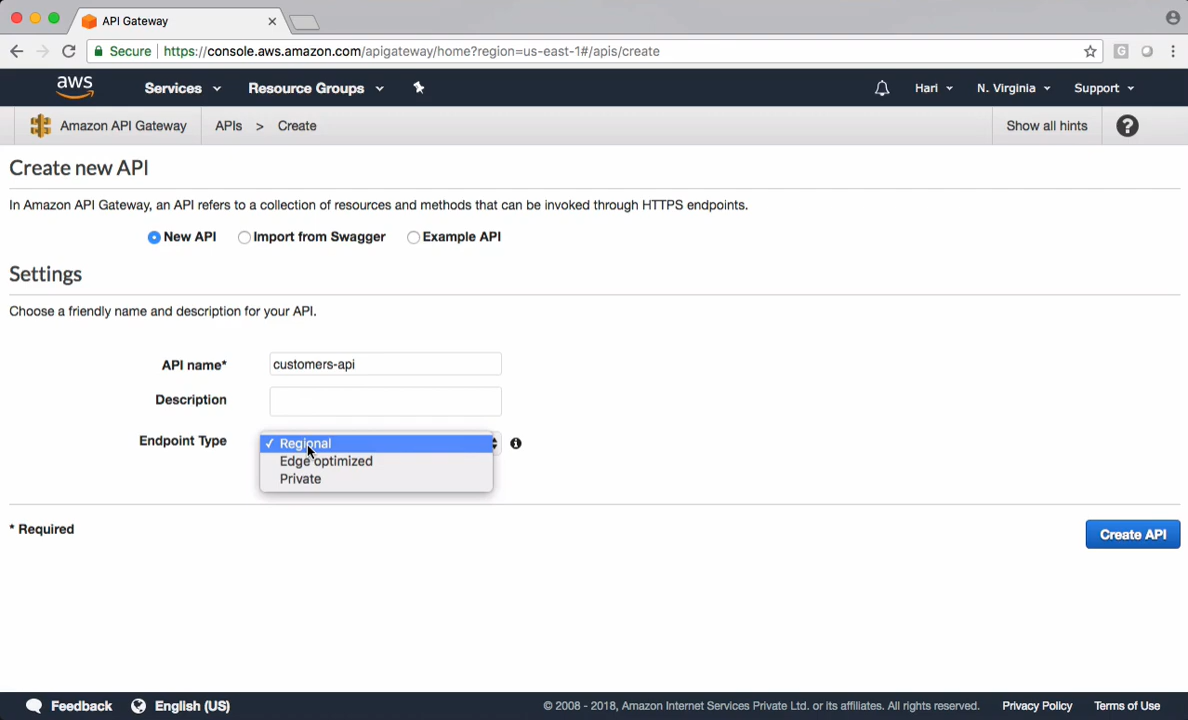 API Gateway
Secure https://console.aws.amazon.com/apigateway/home?region=us-east-1#/apis/create
aws Services Resource Groups Hari N. Virginia Support
Amazon API Gateway APIs > Create Show all hints
Create new API
In Amazon API Gateway, an API refers to a collection of resources and methods that can be invoked through HTTPS endpoints.
New API Import from Swagger Example API
Settings
Choose a friendly name and description for your API.
API name* customers-api
Description
Endpoint Type ✓ Regional
Edge optimized
Private
* Required
Create API
Feedback English (US) © 2008 - 2018, Amazon Internet Services Private Ltd. or its affiliates. All rights reserved. Privacy Policy Terms of Use